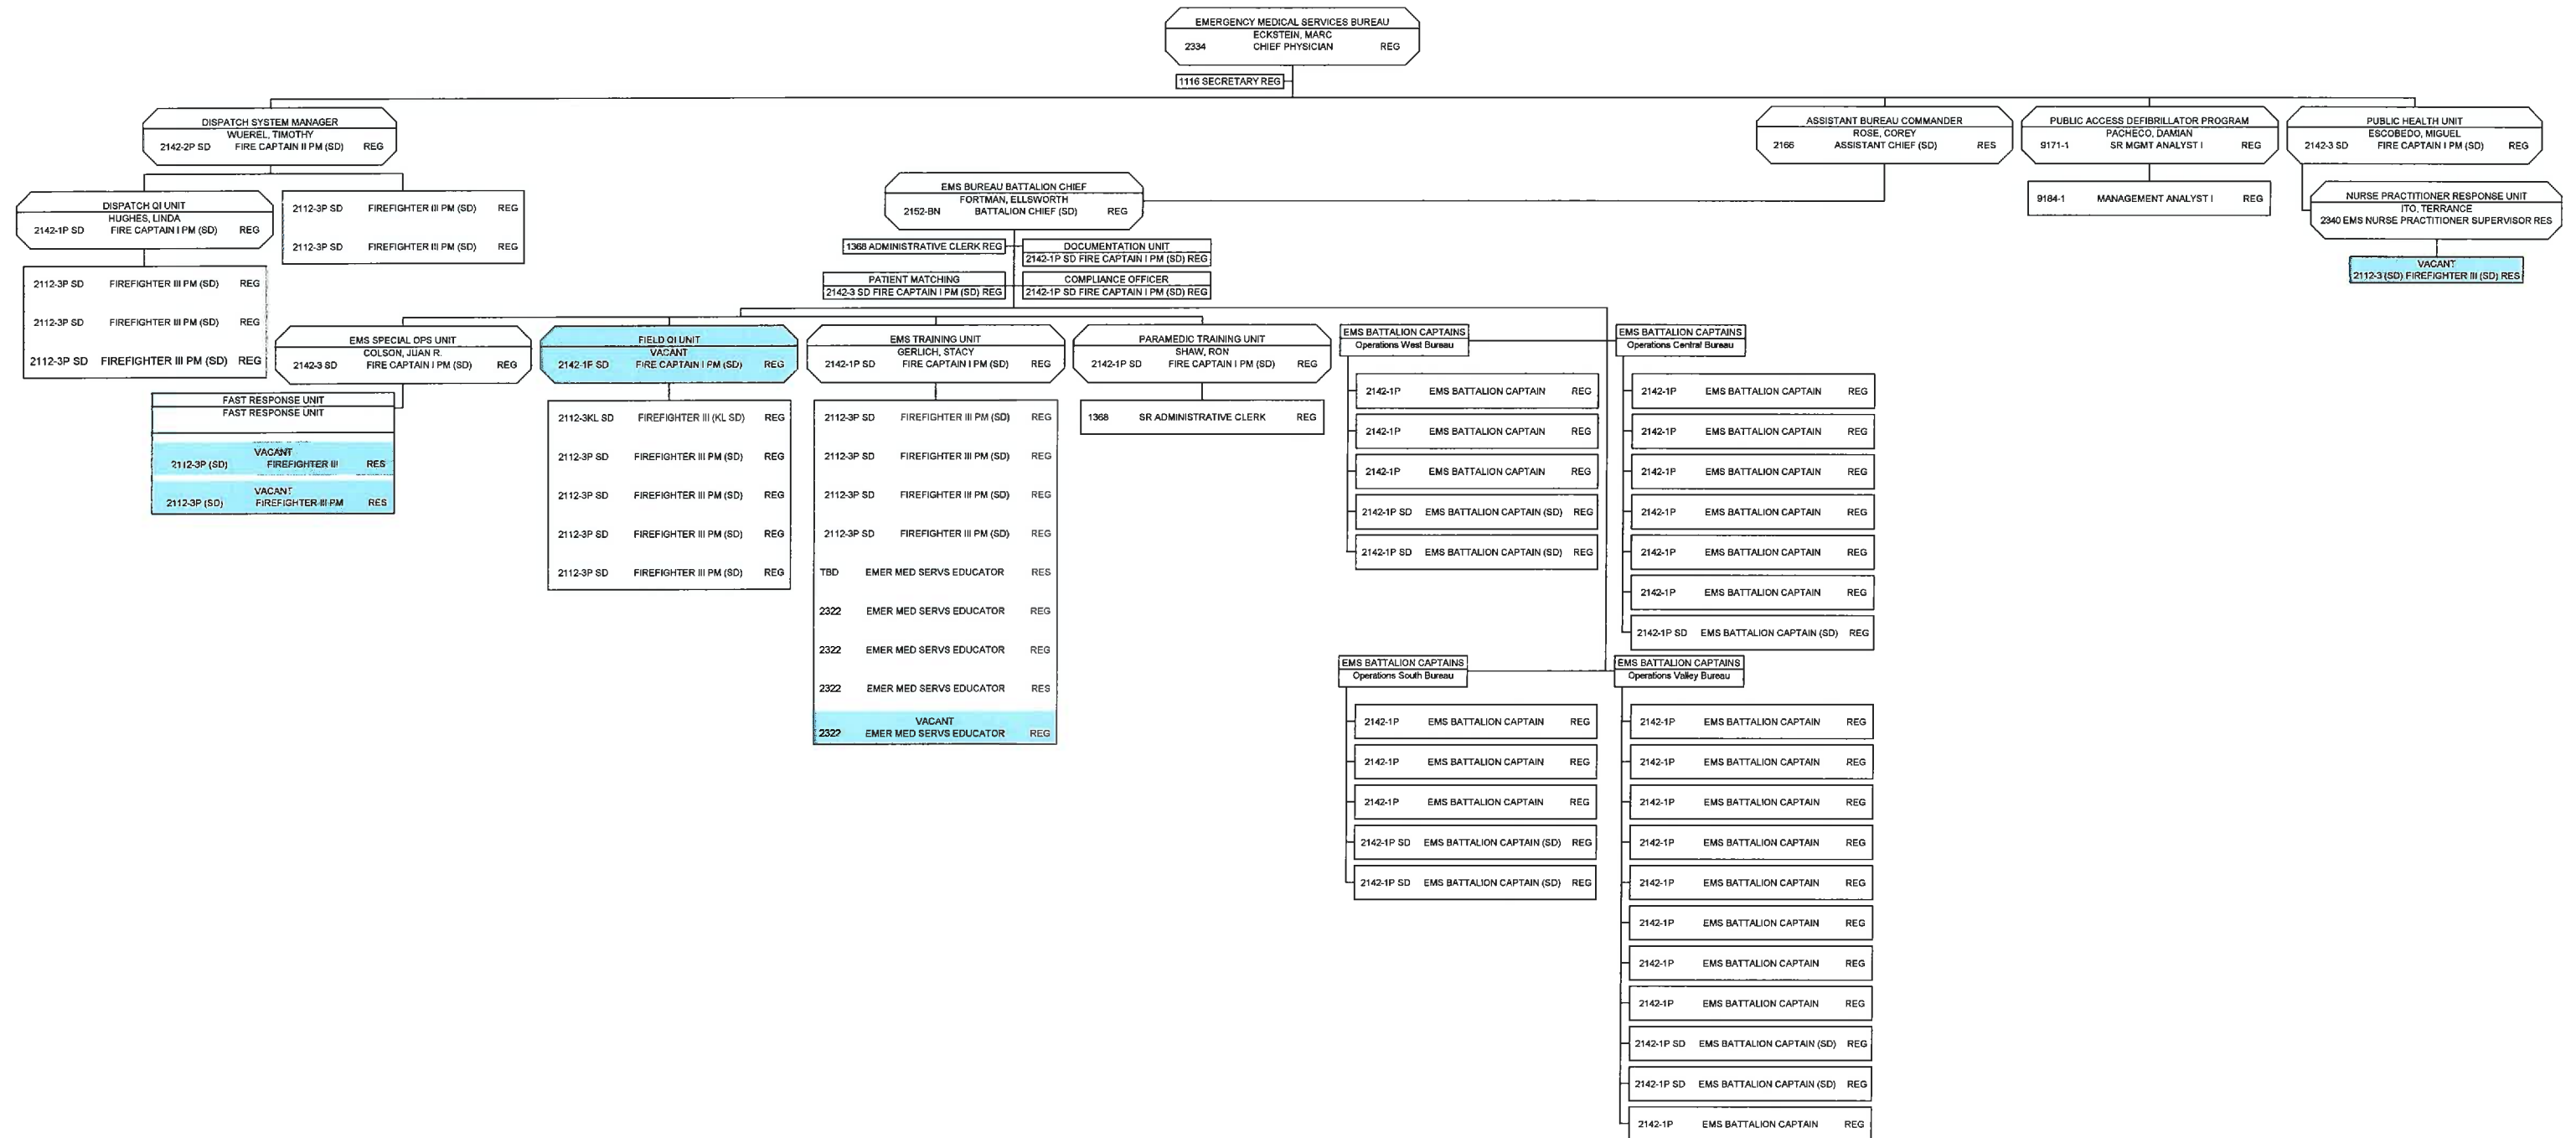 EMERGENCY MEDICAL SERVICES BUREAU
ECKSTEIN, MARC
2334 CHIEF PHYSICIAN REG
1116 SECRETARY REG
DISPATCH SYSTEM MANAGER
WUEREL, TIMOTHY
2142-2P SD FIRE CAPTAIN II PM (SD) REG
ASSISTANT BUREAU COMMANDER
ROSE, COREY
2166 ASSISTANT CHIEF (SD) RES
PUBLIC ACCESS DEFIBRILLATOR PROGRAM
PACHECO, DAMIAN
9171-1 SR MGMT ANALYST I REG
PUBLIC HEALTH UNIT
ESCOBEDO, MIGUEL
2142-3 SD FIRE CAPTAIN I PM (SD) REG
DISPATCH QI UNIT
HUGHES, LINDA
2142-1P SD FIRE CAPTAIN I PM (SD) REG
2112-3P SD FIREFIGHTER III PM (SD) REG
2112-3P SD FIREFIGHTER III PM (SD) REG
2112-3P SD FIREFIGHTER III PM (SD) REG
2112-3P SD FIREFIGHTER III PM (SD) REG
2112-3P SD FIREFIGHTER III PM (SD) REG
EMS BUREAU BATTALION CHIEF
FORTMAN, ELLSWORTH
2152-BN BATTALION CHIEF (SD) REG
9184-1 MANAGEMENT ANALYST I REG
NURSE PRACTITIONER RESPONSE UNIT
ITO, TERRANCE
2340 EMS NURSE PRACTITIONER SUPERVISOR RES
VACANT
2112-3 (SD) FIREFIGHTER III (SD) RES
1368 ADMINISTRATIVE CLERK REG
DOCUMENTATION UNIT
2142-1P SD FIRE CAPTAIN I PM (SD) REG
PATIENT MATCHING
2142-3 SD FIRE CAPTAIN I PM (SD) REG
COMPLIANCE OFFICER
2142-1P SD FIRE CAPTAIN I PM (SD) REG
EMS SPECIAL OPS UNIT
COLSON, JUAN R.
2142-3 SD FIRE CAPTAIN I PM (SD) REG
FAST RESPONSE UNIT
FAST RESPONSE UNIT
VACANT
2112-3P (SD) FIREFIGHTER III RES
VACANT
2112-3P (SD) FIREFIGHTER III PM RES
FIELD QI UNIT
VACANT
2142-1P SD FIRE CAPTAIN I PM (SD) REG
2112-3KL SD FIREFIGHTER III (KL SD) REG
2112-3P SD FIREFIGHTER III PM (SD) REG
2112-3P SD FIREFIGHTER III PM (SD) REG
2112-3P SD FIREFIGHTER III PM (SD) REG
2112-3P SD FIREFIGHTER III PM (SD) REG
EMS TRAINING UNIT
GERLICH, STACY
2142-1P SD FIRE CAPTAIN I PM (SD) REG
2112-3P SD FIREFIGHTER III PM (SD) REG
2112-3P SD FIREFIGHTER III PM (SD) REG
2112-3P SD FIREFIGHTER III PM (SD) REG
2112-3P SD FIREFIGHTER III PM (SD) REG
TBD EMER MED SERVS EDUCATOR RES
2322 EMER MED SERVS EDUCATOR REG
2322 EMER MED SERVS EDUCATOR REG
2322 EMER MED SERVS EDUCATOR RES
VACANT
2322 EMER MED SERVS EDUCATOR REG
PARAMEDIC TRAINING UNIT
SHAW, RON
2142-1P SD FIRE CAPTAIN I PM (SD) REG
1368 SR ADMINISTRATIVE CLERK REG
EMS BATTALION CAPTAINS
Operations West Bureau
2142-1P EMS BATTALION CAPTAIN REG
2142-1P EMS BATTALION CAPTAIN REG
2142-1P EMS BATTALION CAPTAIN REG
2142-1P SD EMS BATTALION CAPTAIN (SD) REG
2142-1P SD EMS BATTALION CAPTAIN (SD) REG
EMS BATTALION CAPTAINS
Operations Central Bureau
2142-1P EMS BATTALION CAPTAIN REG
2142-1P EMS BATTALION CAPTAIN REG
2142-1P EMS BATTALION CAPTAIN REG
2142-1P EMS BATTALION CAPTAIN REG
2142-1P EMS BATTALION CAPTAIN REG
2142-1P EMS BATTALION CAPTAIN REG
2142-1P SD EMS BATTALION CAPTAIN (SD) REG
EMS BATTALION CAPTAINS
Operations South Bureau
2142-1P EMS BATTALION CAPTAIN REG
2142-1P EMS BATTALION CAPTAIN REG
2142-1P EMS BATTALION CAPTAIN REG
2142-1P SD EMS BATTALION CAPTAIN (SD) REG
2142-1P SD EMS BATTALION CAPTAIN (SD) REG
EMS BATTALION CAPTAINS
Operations Valley Bureau
2142-1P EMS BATTALION CAPTAIN REG
2142-1P EMS BATTALION CAPTAIN REG
2142-1P EMS BATTALION CAPTAIN REG
2142-1P EMS BATTALION CAPTAIN REG
2142-1P EMS BATTALION CAPTAIN REG
2142-1P EMS BATTALION CAPTAIN REG
2142-1P EMS BATTALION CAPTAIN REG
2142-1P EMS BATTALION CAPTAIN REG
2142-1P SD EMS BATTALION CAPTAIN (SD) REG
2142-1P SD EMS BATTALION CAPTAIN (SD) REG
2142-1P EMS BATTALION CAPTAIN REG